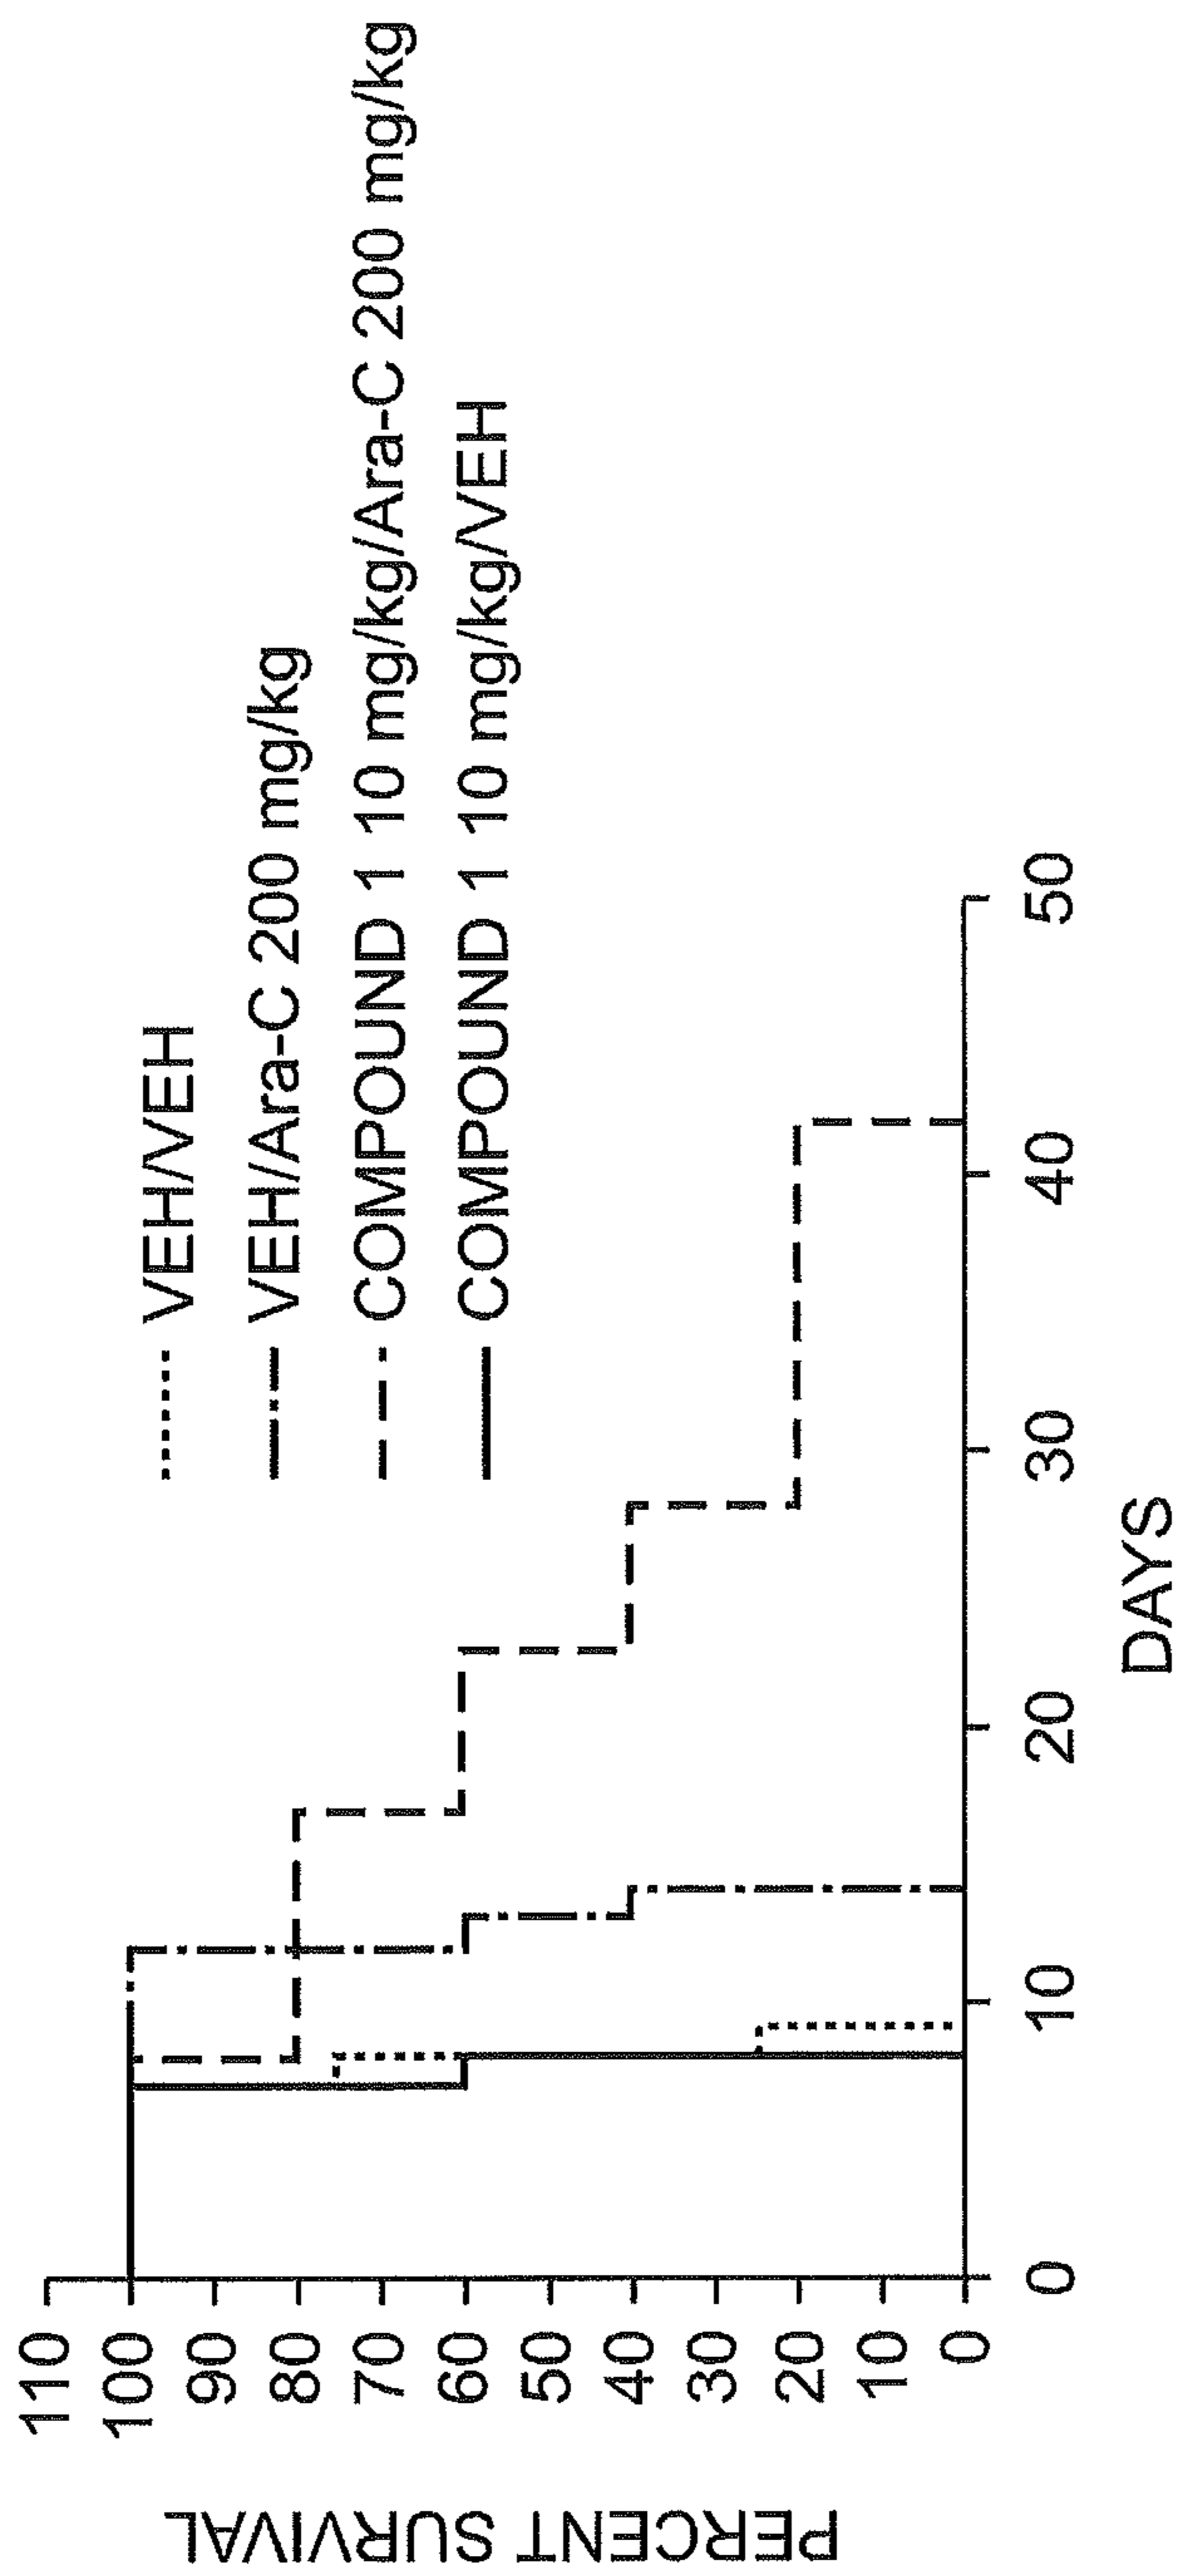 PERCENT SURVIVAL
110
100
90
80
70
60
50
40
30
20
10
0
VEH/VEH
VEH/Ara-C 200 mg/kg
COMPOUND 1 10 mg/kg/Ara-C 200 mg/kg
COMPOUND 1 10 mg/kg/VEH
0 10 20 30 40 50
DAYS